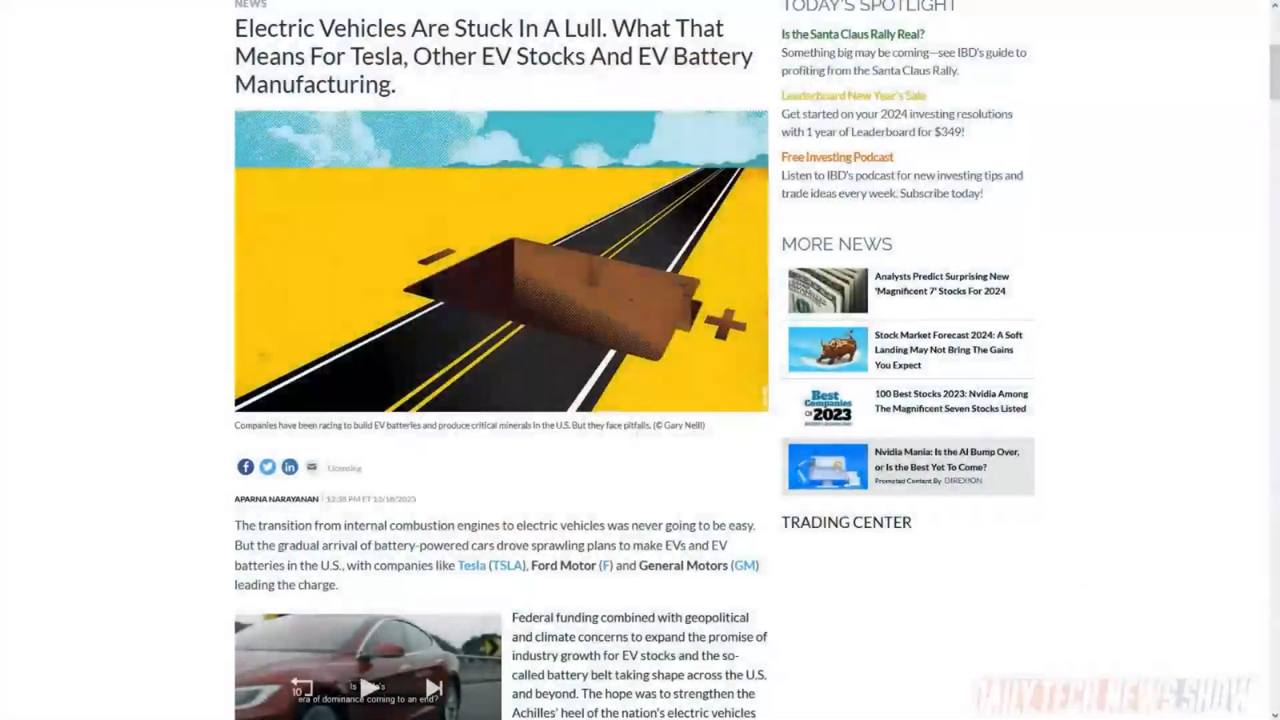 NEWS
Electric Vehicles Are Stuck In A Lull. What That
Means For Tesla, Other EV Stocks And EV Battery
Manufacturing.
Companies have been racing to build EV batteries and produce critical minerals in the U.S. But they face pitfalls. (© Gary Neill)
Licensing
APARNA NARAYANAN | 12:38 PM ET 12/18/2023
The transition from internal combustion engines to electric vehicles was never going to be easy.
But the gradual arrival of battery-powered cars drove sprawling plans to make EVs and EV
batteries in the U.S., with companies like Tesla (TSLA), Ford Motor (F) and General Motors (GM)
leading the charge.
10
era of dominance coming to an end?
Federal funding combined with geopolitical
and climate concerns to expand the promise of
industry growth for EV stocks and the so-
called battery belt taking shape across the U.S.
and beyond. The hope was to strengthen the
Achilles' heel of the nation's electric vehicles
TODAY'S SPOTLIGHT
Is the Santa Claus Rally Real?
Something big may be coming—see IBD's guide to
profiting from the Santa Claus Rally.
Leaderboard New Year's Sale
Get started on your 2024 investing resolutions
with 1 year of Leaderboard for $349!
Free Investing Podcast
Listen to IBD's podcast for new investing tips and
trade ideas every week. Subscribe today!
MORE NEWS
Analysts Predict Surprising New
'Magnificent 7' Stocks For 2024
Stock Market Forecast 2024: A Soft
Landing May Not Bring The Gains
You Expect
Best
Companies
OF 2023
100 Best Stocks 2023: Nvidia Among
The Magnificent Seven Stocks Listed
Nvidia Mania: Is the AI Bump Over,
or Is the Best Yet To Come?
Promoted Content By DIREXION
TRADING CENTER
DAILY TECH NEWS SHOW